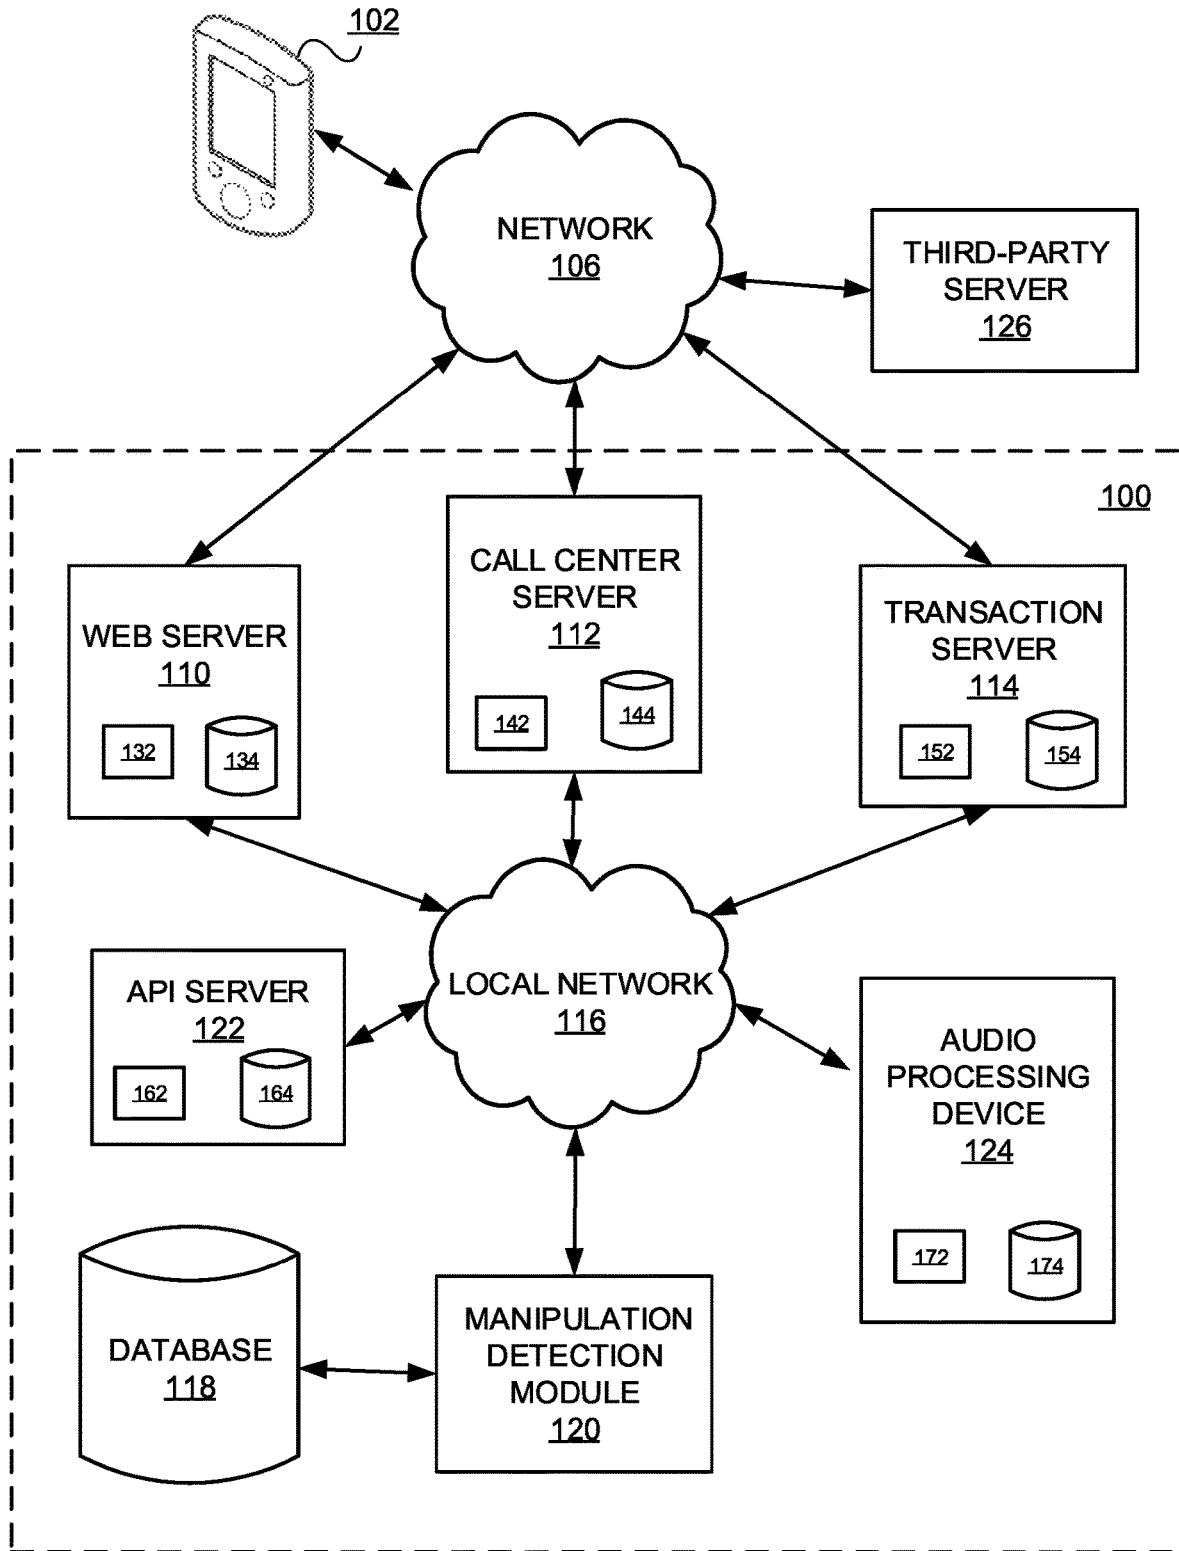 102
NETWORK
106
THIRD-PARTY
SERVER
126
100
WEB SERVER
110
132
134
CALL CENTER
SERVER
112
142
144
TRANSACTION
SERVER
114
152
154
LOCAL NETWORK
116
API SERVER
122
162
164
AUDIO
PROCESSING
DEVICE
124
172
174
DATABASE
118
MANIPULATION
DETECTION
MODULE
120